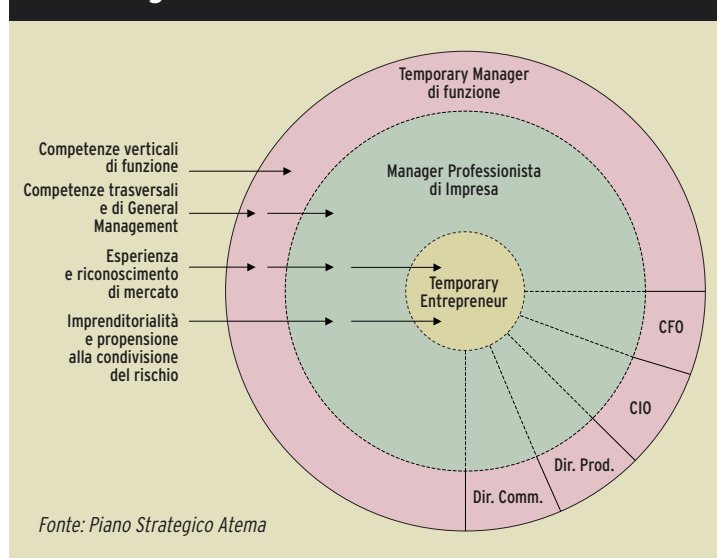 Temporary Manager
di funzione
Competenze verticali
di funzione
Manager Professionista
di Impresa
Competenze trasversali
e di General
Management
Esperienza
e riconoscimento
di mercato
Temporary
Entrepreneur
Imprenditorialità
e propensione
alla condivisione
del rischio
CFO
CIO
Dir. Prod.
Dir. Comm.
Fonte: Piano Strategico Atema